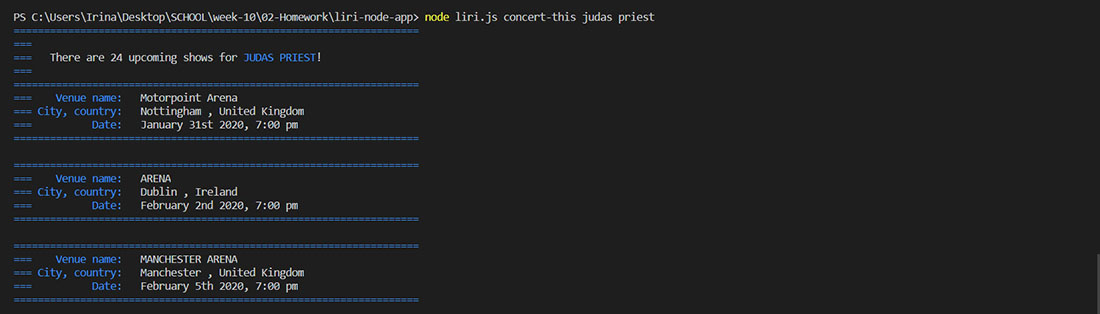 PS C:\Users\Irina\Desktop\SCHOOL\week-10\02-Homework\liri-node-app> node liri.js concert-this judas priest
===================================================================
===
===   There are 24 upcoming shows for JUDAS PRIEST!
===
===================================================================
===    Venue name:   Motorpoint Arena
=== City, country:   Nottingham , United Kingdom
===          Date:   January 31st 2020, 7:00 pm
===================================================================
===================================================================
===    Venue name:   ARENA
=== City, country:   Dublin , Ireland
===          Date:   February 2nd 2020, 7:00 pm
===================================================================
===================================================================
===    Venue name:   MANCHESTER ARENA
=== City, country:   Manchester , United Kingdom
===          Date:   February 5th 2020, 7:00 pm
===================================================================